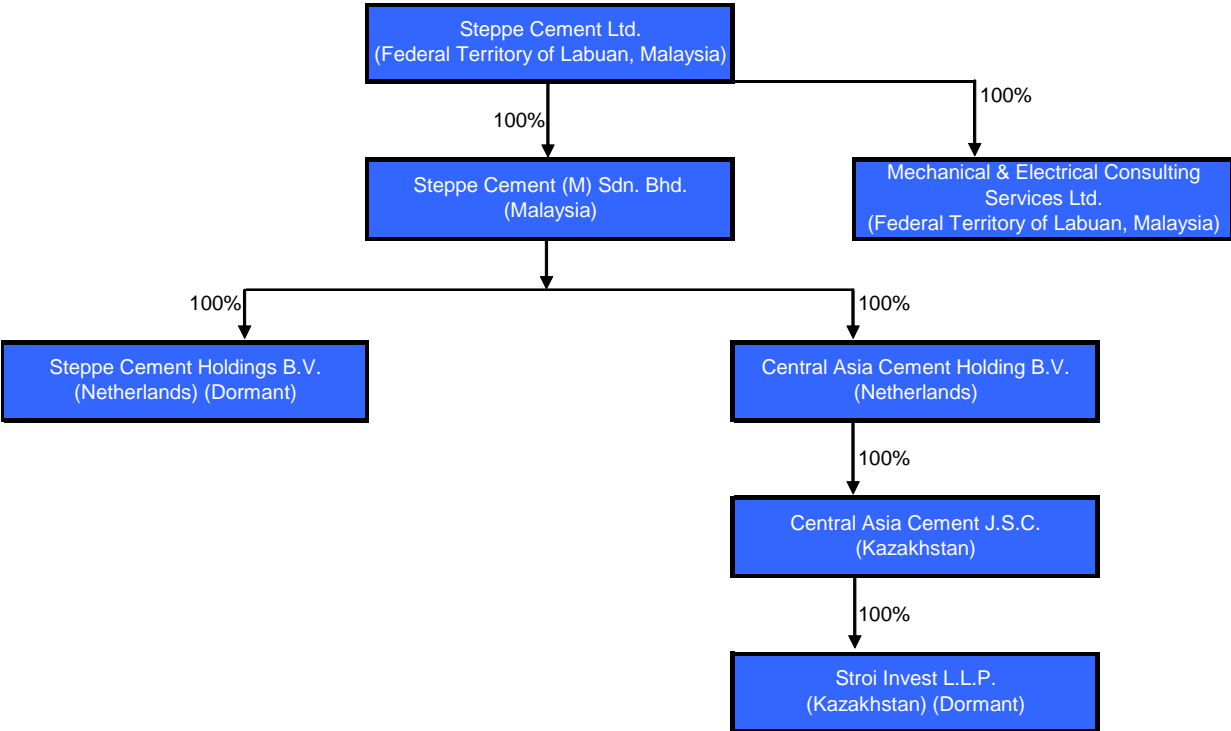 Steppe Cement Ltd.
(Federal Territory of Labuan, Malaysia)
100%
100%
Steppe Cement (M) Sdn. Bhd.
(Malaysia)
Mechanical & Electrical Consulting
Services Ltd.
(Federal Territory of Labuan, Malaysia)
100%
100%
Steppe Cement Holdings B.V.
(Netherlands) (Dormant)
Central Asia Cement Holding B.V.
(Netherlands)
100%
Central Asia Cement J.S.C.
(Kazakhstan)
100%
Stroi Invest L.L.P.
(Kazakhstan) (Dormant)